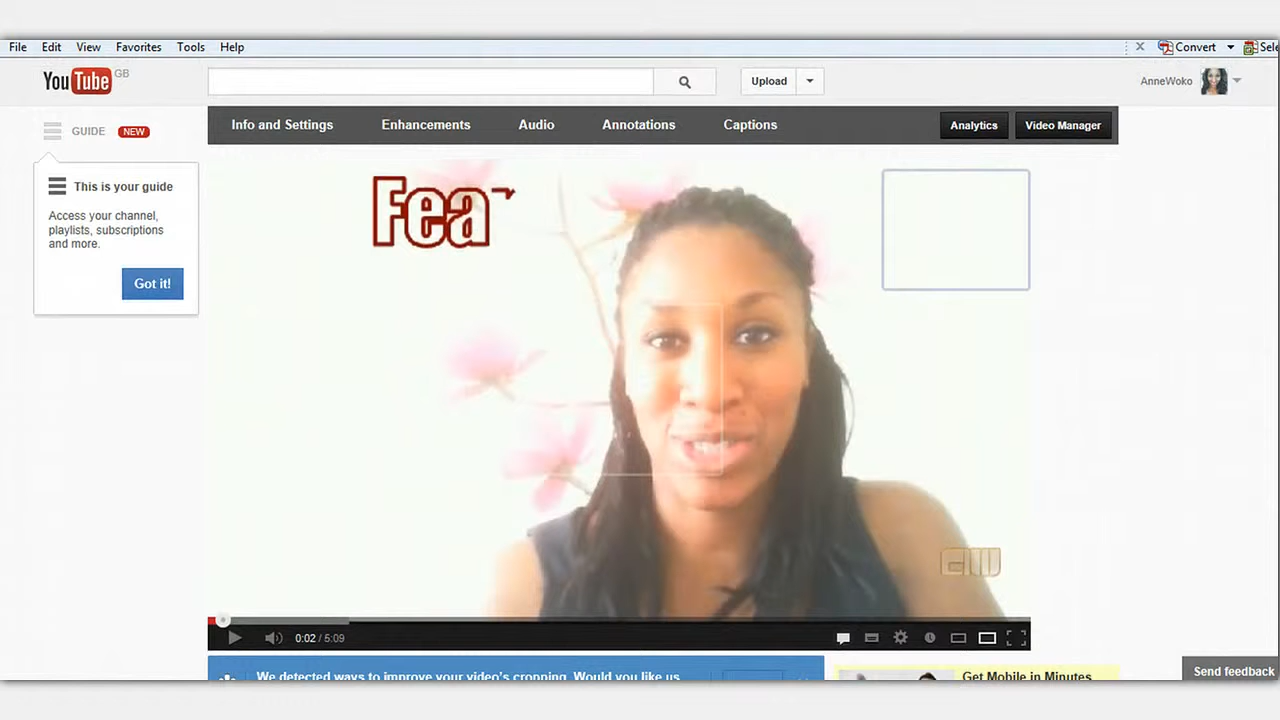 File Edit View Favorites Tools Help
Convert Sele
YouTube GB
Upload
AnneWoko
GUIDE NEW
Info and Settings Enhancements Audio Annotations Captions Analytics Video Manager
This is your guide
Access your channel,
playlists, subscriptions
and more.
Got it!
Fea
0:02 / 5:09
We detected ways to improve your video's cropping. Would you like us
Get Mobile in Minutes
Send feedback